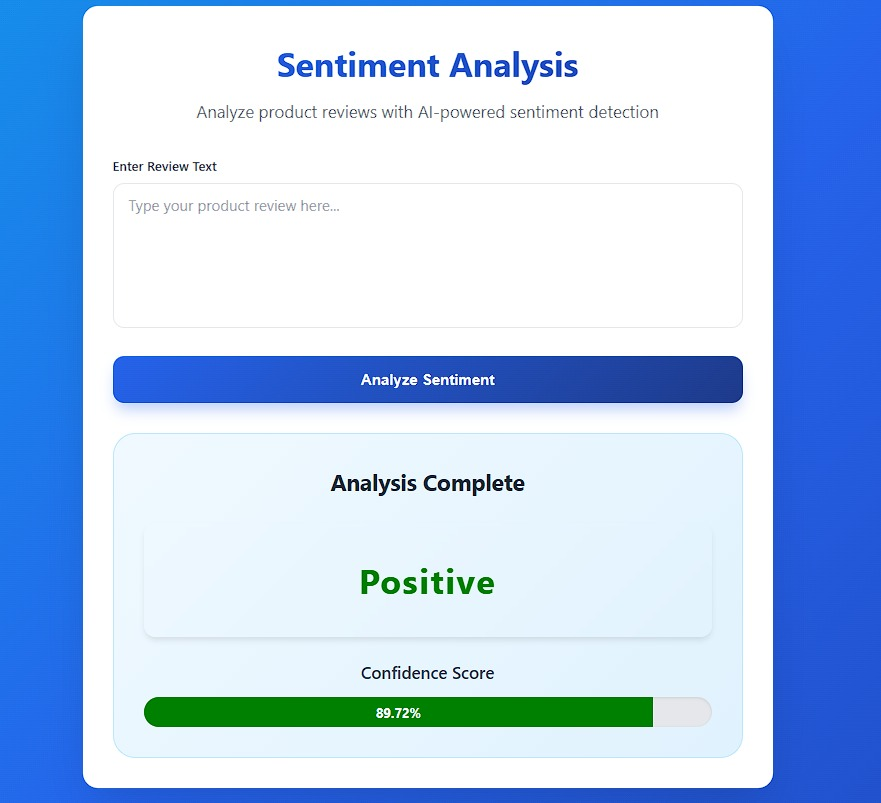 Sentiment Analysis
Analyze product reviews with AI-powered sentiment detection
Enter Review Text
Type your product review here...
Analyze Sentiment
Analysis Complete
Positive
Confidence Score
89.72%